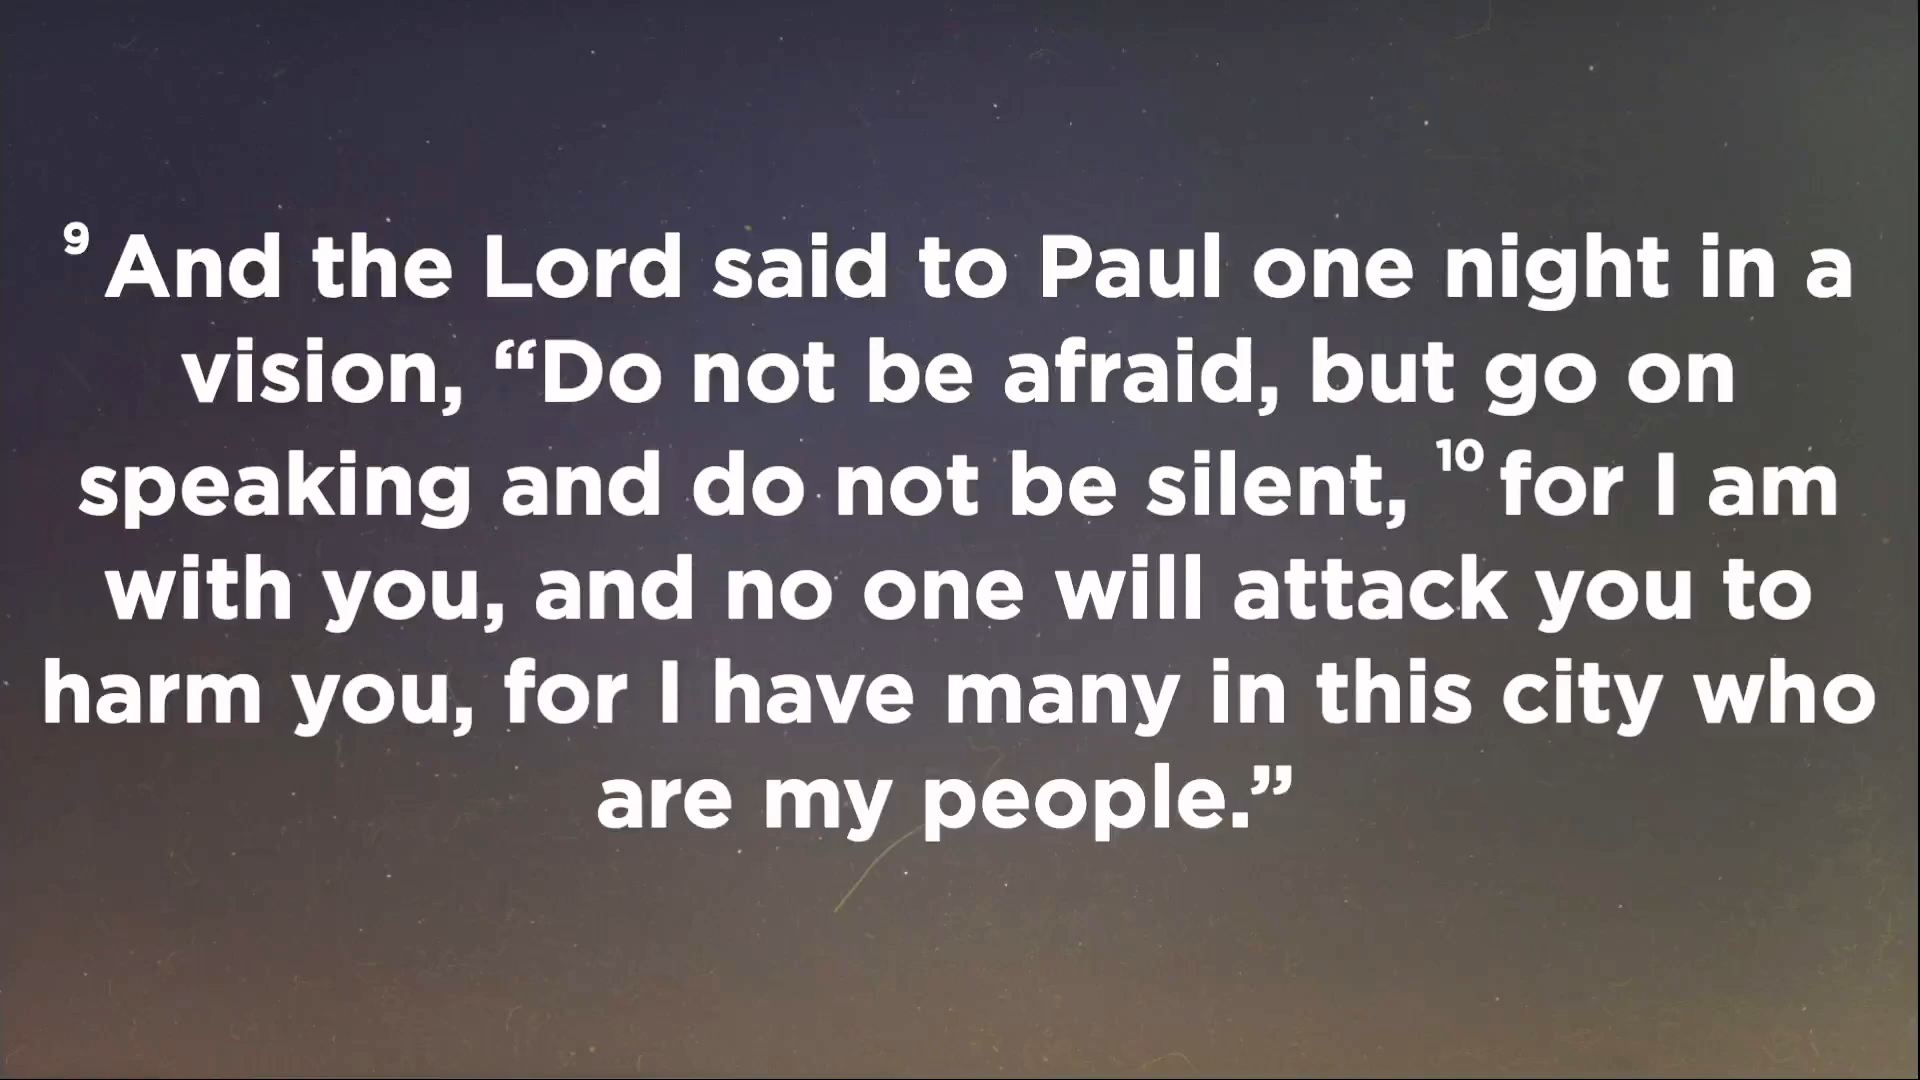 ⁹ And the Lord said to Paul one night in a
vision, “Do not be afraid, but go on
speaking and do not be silent, ¹⁰ for I am
with you, and no one will attack you to
harm you, for I have many in this city who
are my people.”